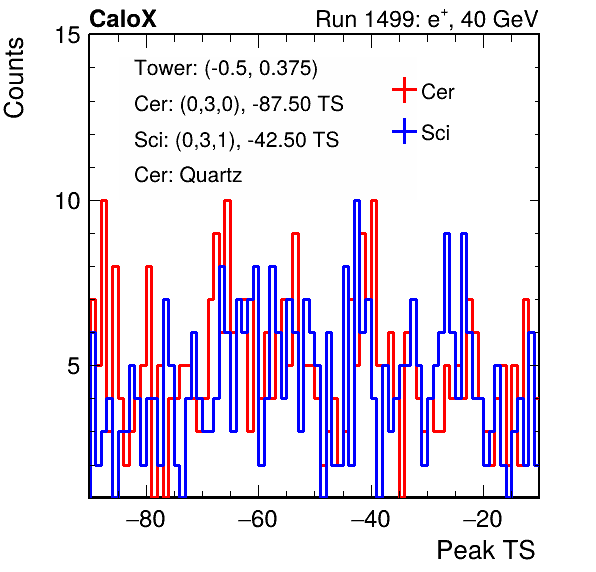 CaloX Run 1499: e+, 40 GeV
Counts
15
Tower: (-0.5, 0.375)
Cer: (0,3,0), -87.50 TS
Sci: (0,3,1), -42.50 TS
Cer: Quartz
Cer
Sci
10
5
−80 −60 −40 −20
Peak TS